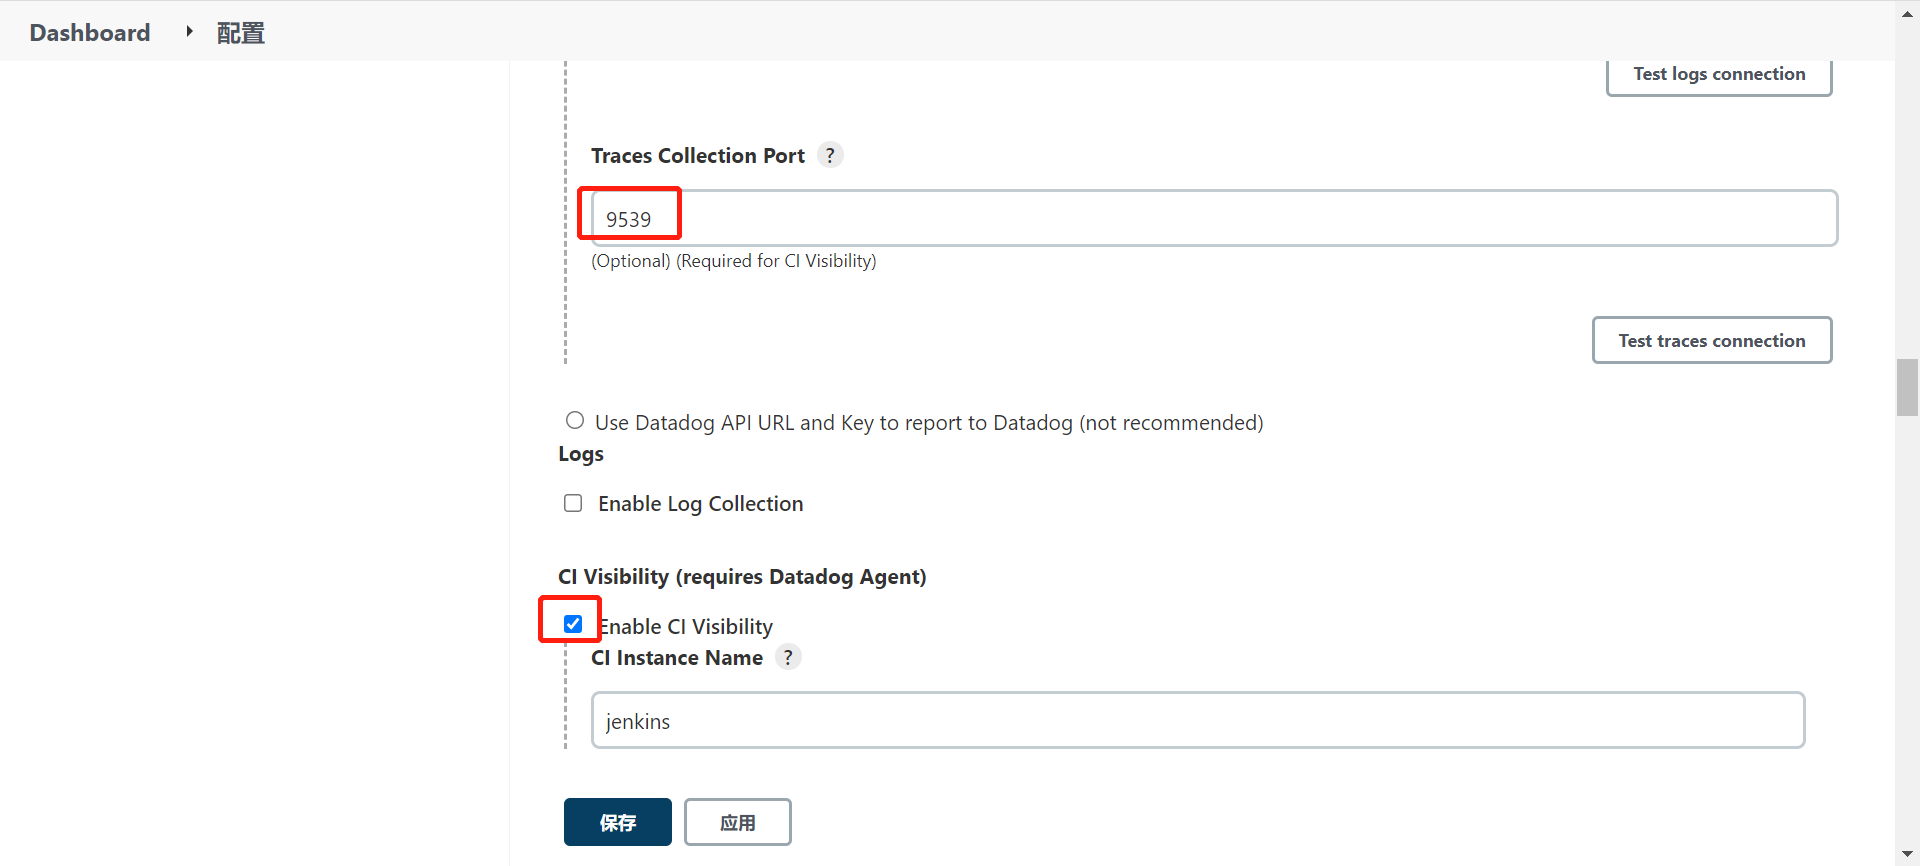 Dashboard 配置
Test logs connection
Traces Collection Port ?
9539
(Optional) (Required for CI Visibility)
Test traces connection
Use Datadog API URL and Key to report to Datadog (not recommended)
Logs
Enable Log Collection
CI Visibility (requires Datadog Agent)
Enable CI Visibility
CI Instance Name ?
jenkins
保存 应用